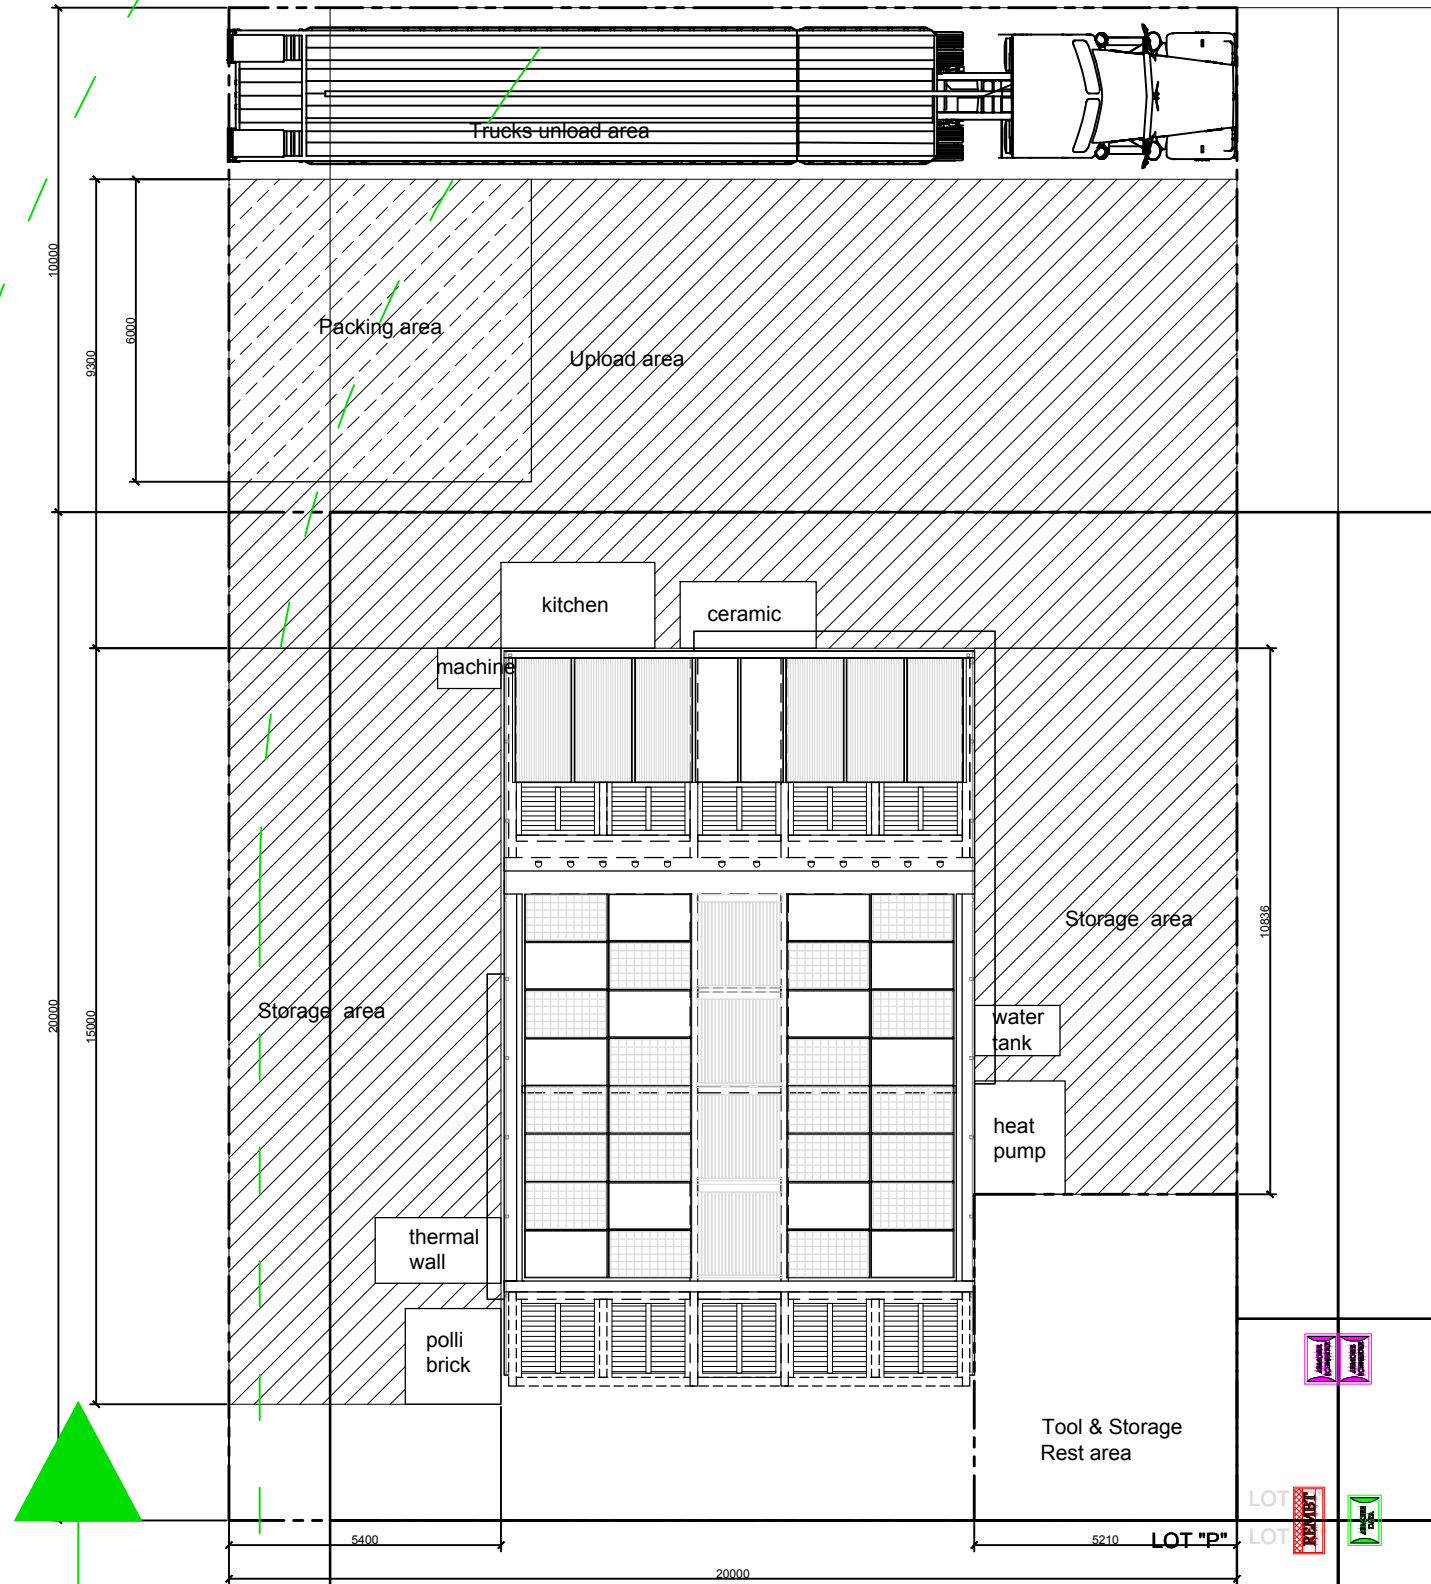 Trucks unload area
10000
6000
Packing area
9300
Upload area
kitchen
ceramic
machine
10836
Storage area
20000
15000
Storage area
water
tank
heat
pump
thermal
wall
polli
brick
Tool & Storage
Rest area
LOT
REMBT
LOT
5400
5210
LOT "P"
20000